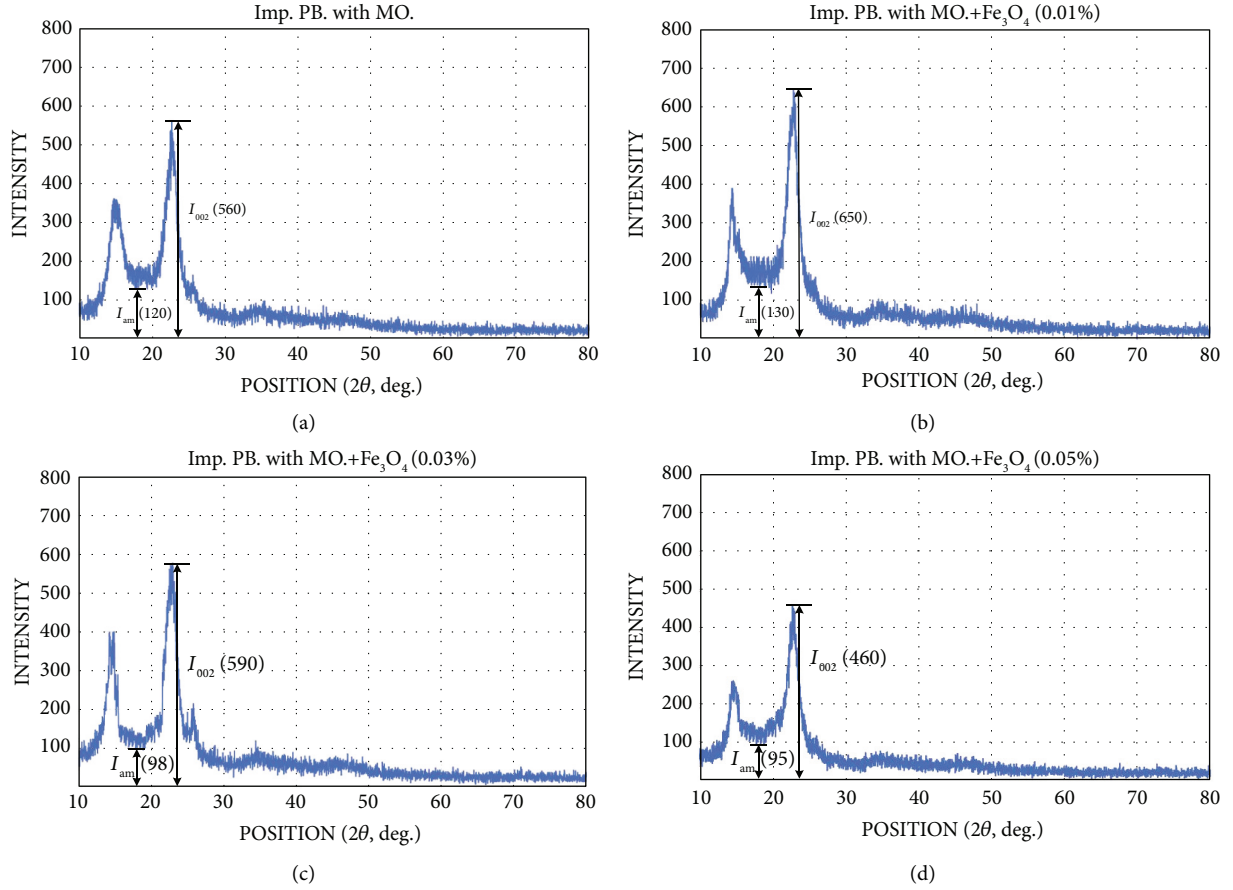 Imp. PB. with MO.
800
700
600
500
400
300
200
100
INTENSITY
I₀₀₂ (560)
Iₐₘ (120)
10 20 30 40 50 60 70 80
POSITION (2θ, deg.)
(a)
Imp. PB. with MO.+Fe₃O₄ (0.01%)
800
700
600
500
400
300
200
100
INTENSITY
I₀₀₂ (650)
Iₐₘ (130)
10 20 30 40 50 60 70 80
POSITION (2θ, deg.)
(b)
Imp. PB. with MO.+Fe₃O₄ (0.03%)
800
700
600
500
400
300
200
100
INTENSITY
I₀₀₂ (590)
Iₐₘ (98)
10 20 30 40 50 60 70 80
POSITION (2θ, deg.)
(c)
Imp. PB. with MO.+Fe₃O₄ (0.05%)
800
700
600
500
400
300
200
100
INTENSITY
I₀₀₂ (460)
Iₐₘ (95)
10 20 30 40 50 60 70 80
POSITION (2θ, deg.)
(d)